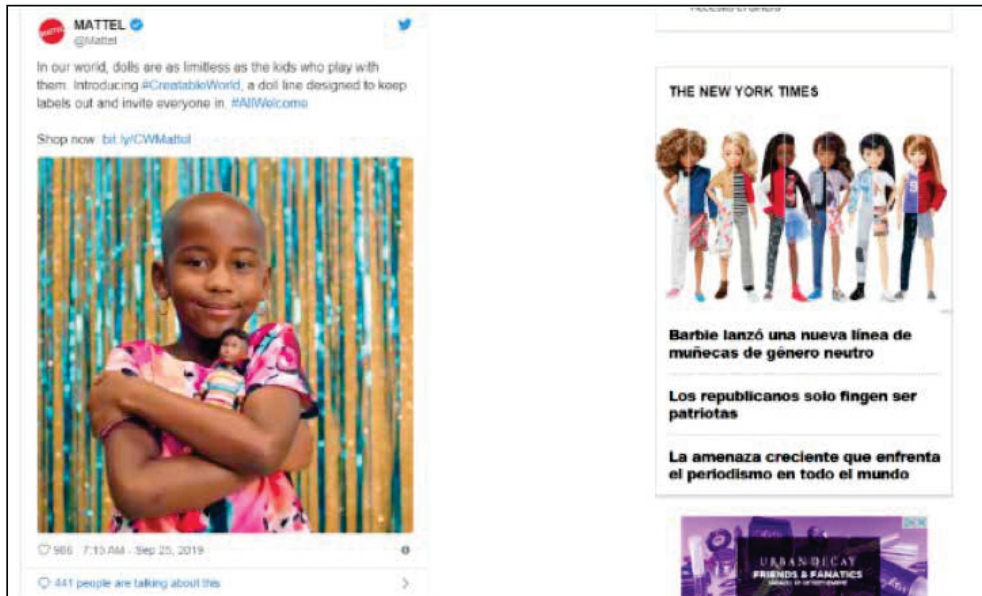 MATTEL
@Mattel
In our world, dolls are as limitless as the kids who play with
them. Introducing #CreatableWorld, a doll line designed to keep
labels out and invite everyone in. #AllWelcome
Shop now: bit.ly/CWMattel
986 7:15 AM - Sep 25, 2019
441 people are talking about this
THE NEW YORK TIMES
Barbie lanzó una nueva línea de
muñecas de género neutro
Los republicanos solo fingen ser
patriotas
La amenaza creciente que enfrenta
el periodismo en todo el mundo
URBAN DECAY
FRIENDS & FANATICS